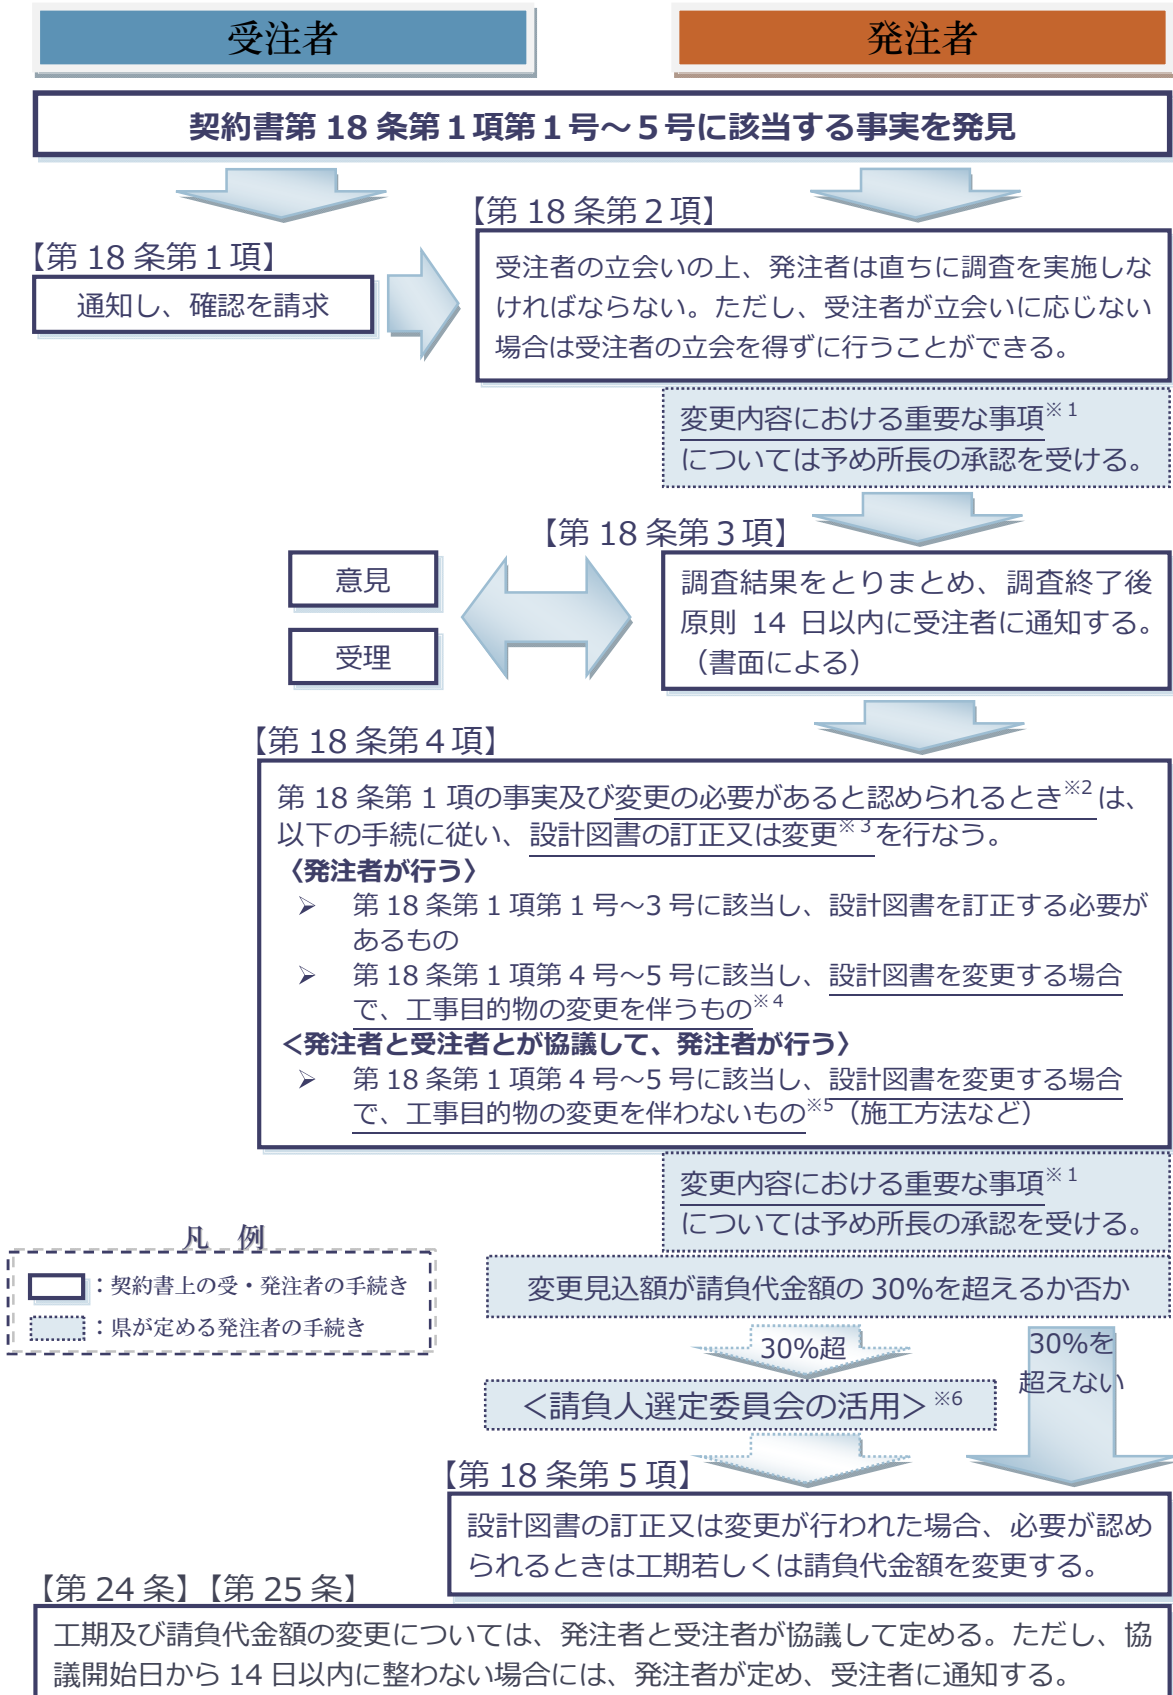 受注者
発注者
契約書第 18 条第１項第１号～５号に該当する事実を発見
【第 18 条第１項】
通知し、確認を請求
【第 18 条第２項】
受注者の立会いの上、発注者は直ちに調査を実施しな
ければならない。ただし、受注者が立会いに応じない
場合は受注者の立会を得ずに行うことができる。
変更内容における重要な事項※１
については予め所長の承認を受ける。
【第 18 条第３項】
意見
受理
調査結果をとりまとめ、調査終了後
原則 14 日以内に受注者に通知する。
（書面による）
【第 18 条第４項】
第 18 条第 1 項の事実及び変更の必要があると認められるとき※2は、
以下の手続に従い、設計図書の訂正又は変更※３を行なう。
〈発注者が行う〉
➢ 第 18 条第 1 項第 1 号～3 号に該当し、設計図書を訂正する必要が
あるもの
➢ 第 18 条第 1 項第 4 号～5 号に該当し、設計図書を変更する場合
で、工事目的物の変更を伴うもの※４
＜発注者と受注者とが協議して、発注者が行う〉
➢ 第 18 条第 1 項第 4 号～5 号に該当し、設計図書を変更する場合
で、工事目的物の変更を伴わないもの※5（施工方法など）
変更内容における重要な事項※１
については予め所長の承認を受ける。
凡　例
：契約書上の受・発注者の手続き
：県が定める発注者の手続き
変更見込額が請負代金額の 30%を超えるか否か
30%超
30%を
超えない
＜請負人選定委員会の活用＞※6
【第 18 条第５項】
設計図書の訂正又は変更が行われた場合、必要が認め
られるときは工期若しくは請負代金額を変更する。
【第 24 条】【第 25 条】
工期及び請負代金額の変更については、発注者と受注者が協議して定める。ただし、協
議開始日から 14 日以内に整わない場合には、発注者が定め、受注者に通知する。